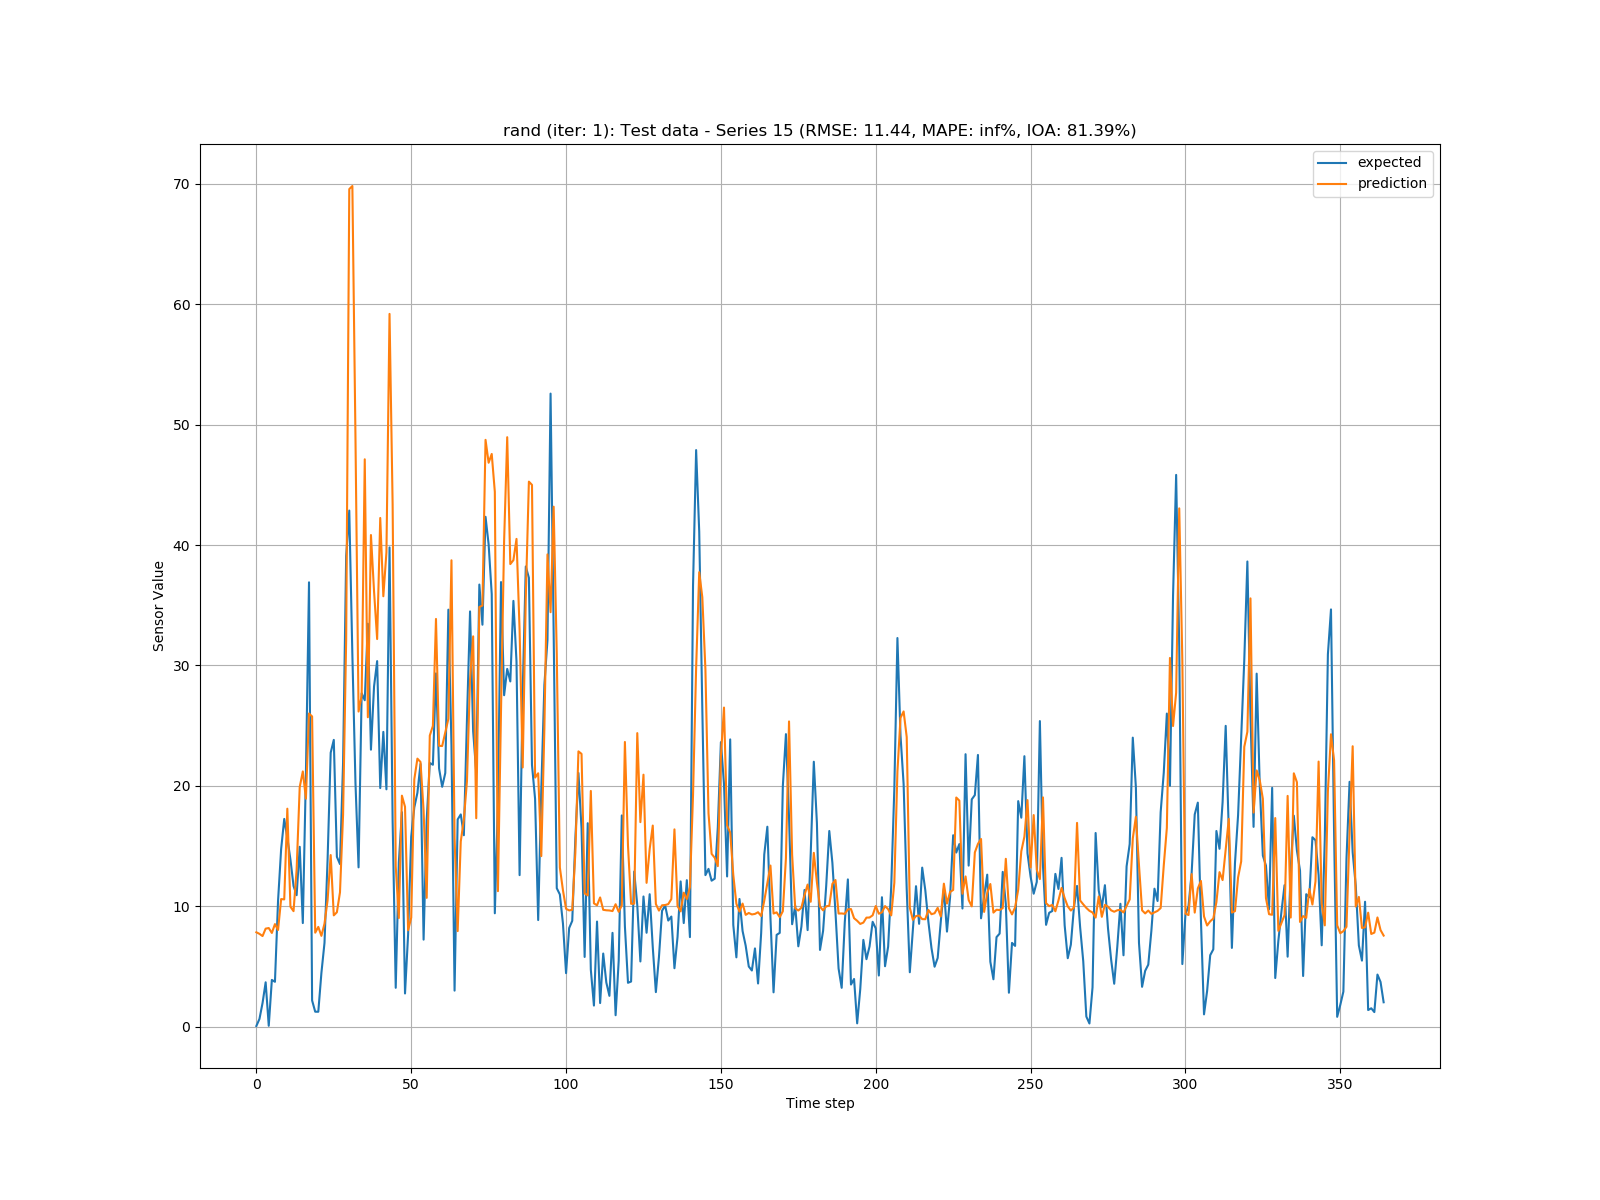 rand (iter: 1): Test data - Series 15 (RMSE: 11.44, MAPE: inf%, IOA: 81.39%)
expected
prediction
70
60
50
40
30
20
10
0
Sensor Value
0 50 100 150 200 250 300 350
Time step